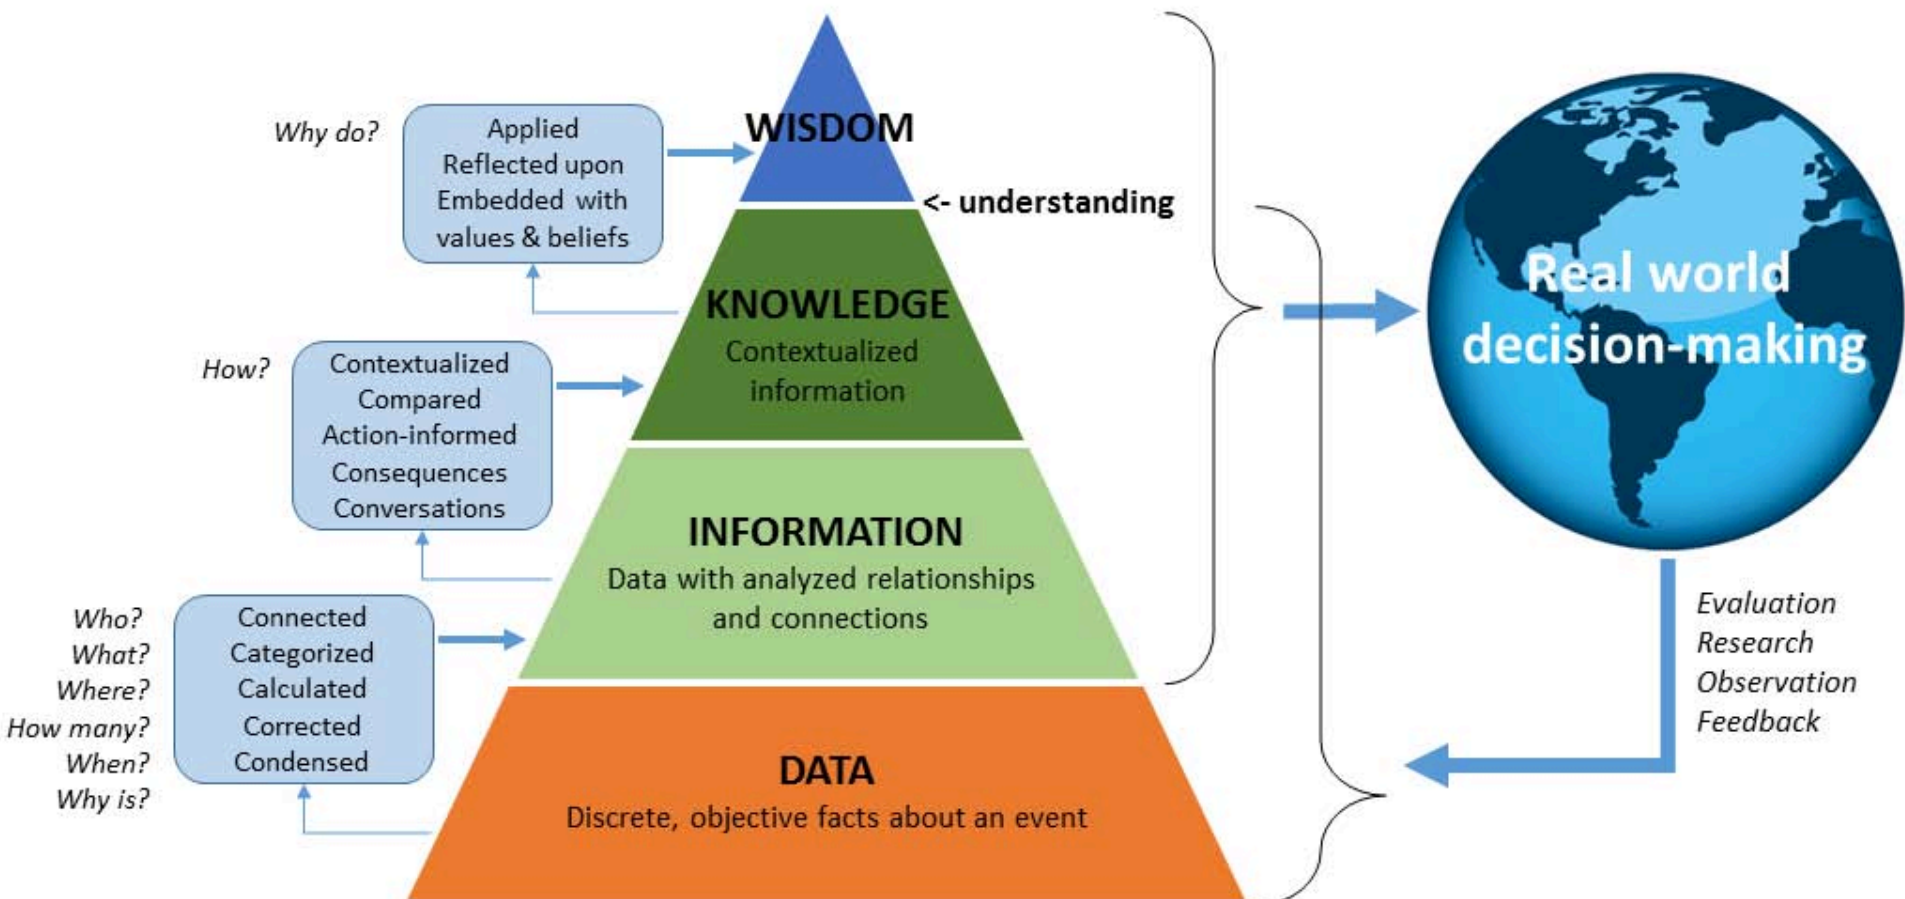 WISDOM
<- understanding
KNOWLEDGE
Contextualized
information
INFORMATION
Data with analyzed relationships
and connections
DATA
Discrete, objective facts about an event
Why do?
Applied
Reflected upon
Embedded with
values & beliefs
How?
Contextualized
Compared
Action-informed
Consequences
Conversations
Who?
What?
Where?
How many?
When?
Why is?
Connected
Categorized
Calculated
Corrected
Condensed
Real world
decision-making
Evaluation
Research
Observation
Feedback